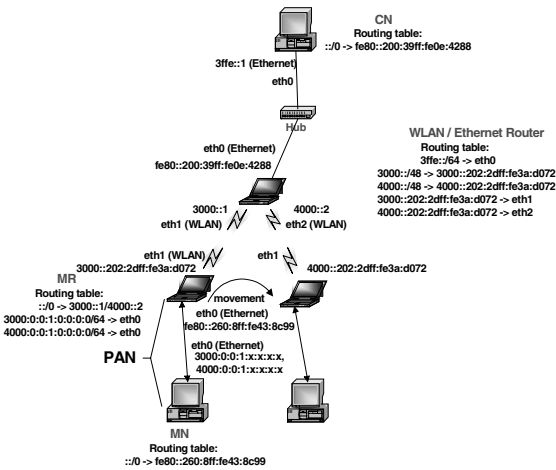 CN
Routing table:
::/0 -> fe80::200:39ff:fe0e:4288
3ffe::1 (Ethernet)
eth0
Hub
eth0 (Ethernet)
fe80::200:39ff:fe0e:4288
WLAN / Ethernet Router
Routing table:
3ffe::/64 -> eth0
3000::/48 -> 3000::202:2dff:fe3a:d072
4000::/48 -> 4000::202:2dff:fe3a:d072
3000::202:2dff:fe3a:d072 -> eth1
4000::202:2dff:fe3a:d072 -> eth2
3000::1
eth1 (WLAN)
4000::2
eth2 (WLAN)
eth1 (WLAN)
3000::202:2dff:fe3a:d072
eth1
4000::202:2dff:fe3a:d072
MR
Routing table:
::/0 -> 3000::1/4000::2
3000:0:0:1:0:0:0:0/64 -> eth0
4000:0:0:1:0:0:0:0/64 -> eth0
movement
eth0 (Ethernet)
fe80::260:8ff:fe43:8c99
PAN
eth0 (Ethernet)
3000:0:0:1:x:x:x:x,
4000:0:0:1:x:x:x:x
MN
Routing table:
::/0 -> fe80::260:8ff:fe43:8c99